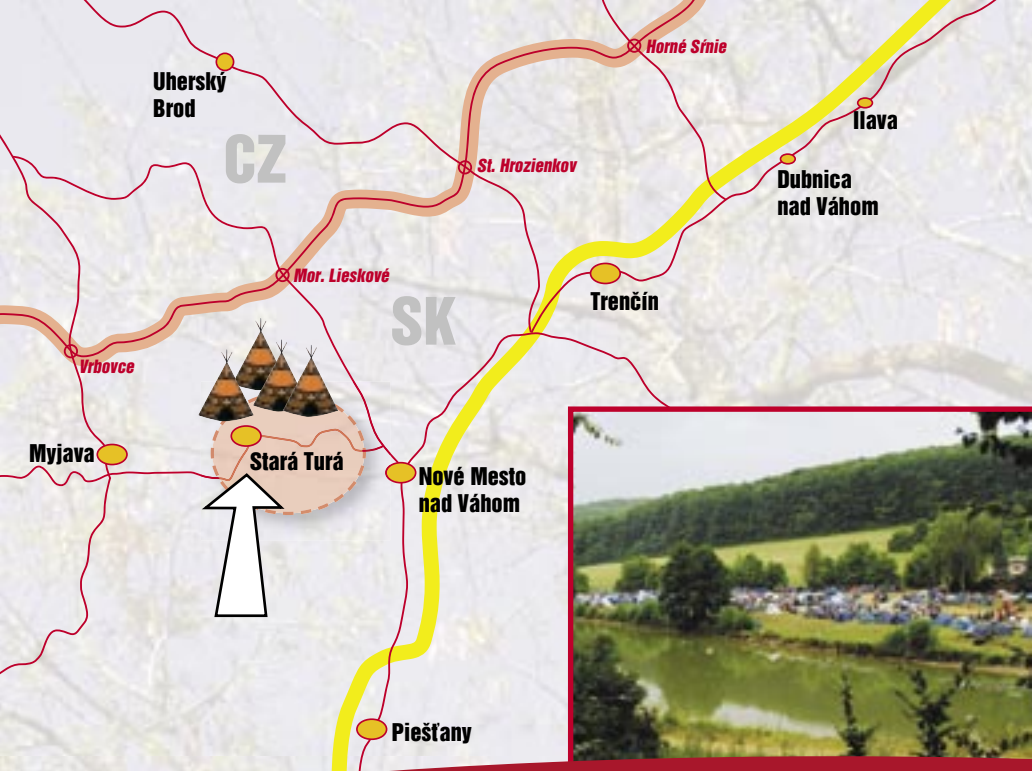 Horné Sŕnie
Uherský
Brod
Ilava
CZ
St. Hrozienkov
Dubnica
nad Váhom
Mor. Lieskové
Trenčín
SK
Vrbovce
Myjava
Stará Turá
Nové Mesto
nad Váhom
Piešťany